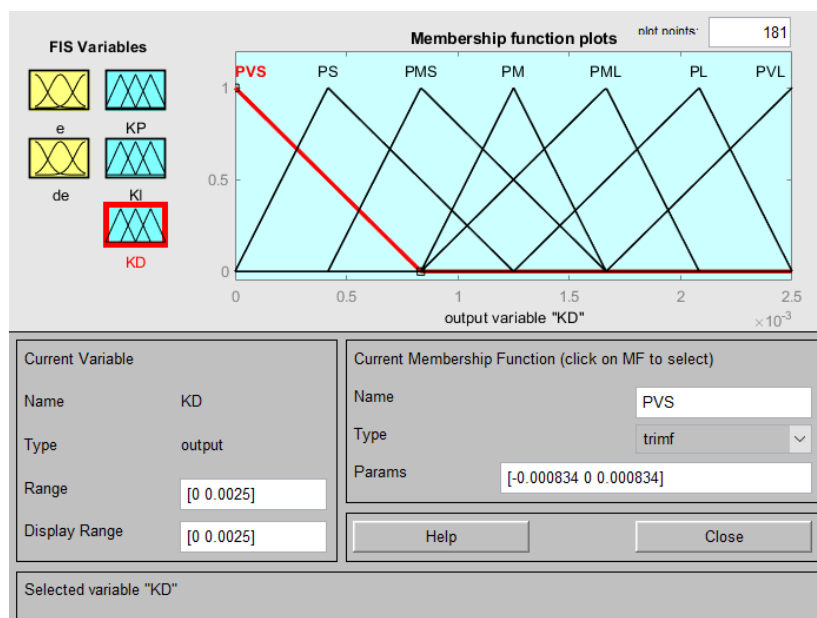 FIS Variables
Membership function plots
plot points:
181
e
KP
de
KI
KD
PVS PS PMS PM PML PL PVL
1
0.5
0
0 0.5 1 1.5 2 2.5
output variable "KD"
×10-3
Current Variable
Name KD
Type output
Range [0 0.0025]
Display Range [0 0.0025]
Current Membership Function (click on MF to select)
Name PVS
Type trimf
Params [-0.000834 0 0.000834]
Help Close
Selected variable "KD"